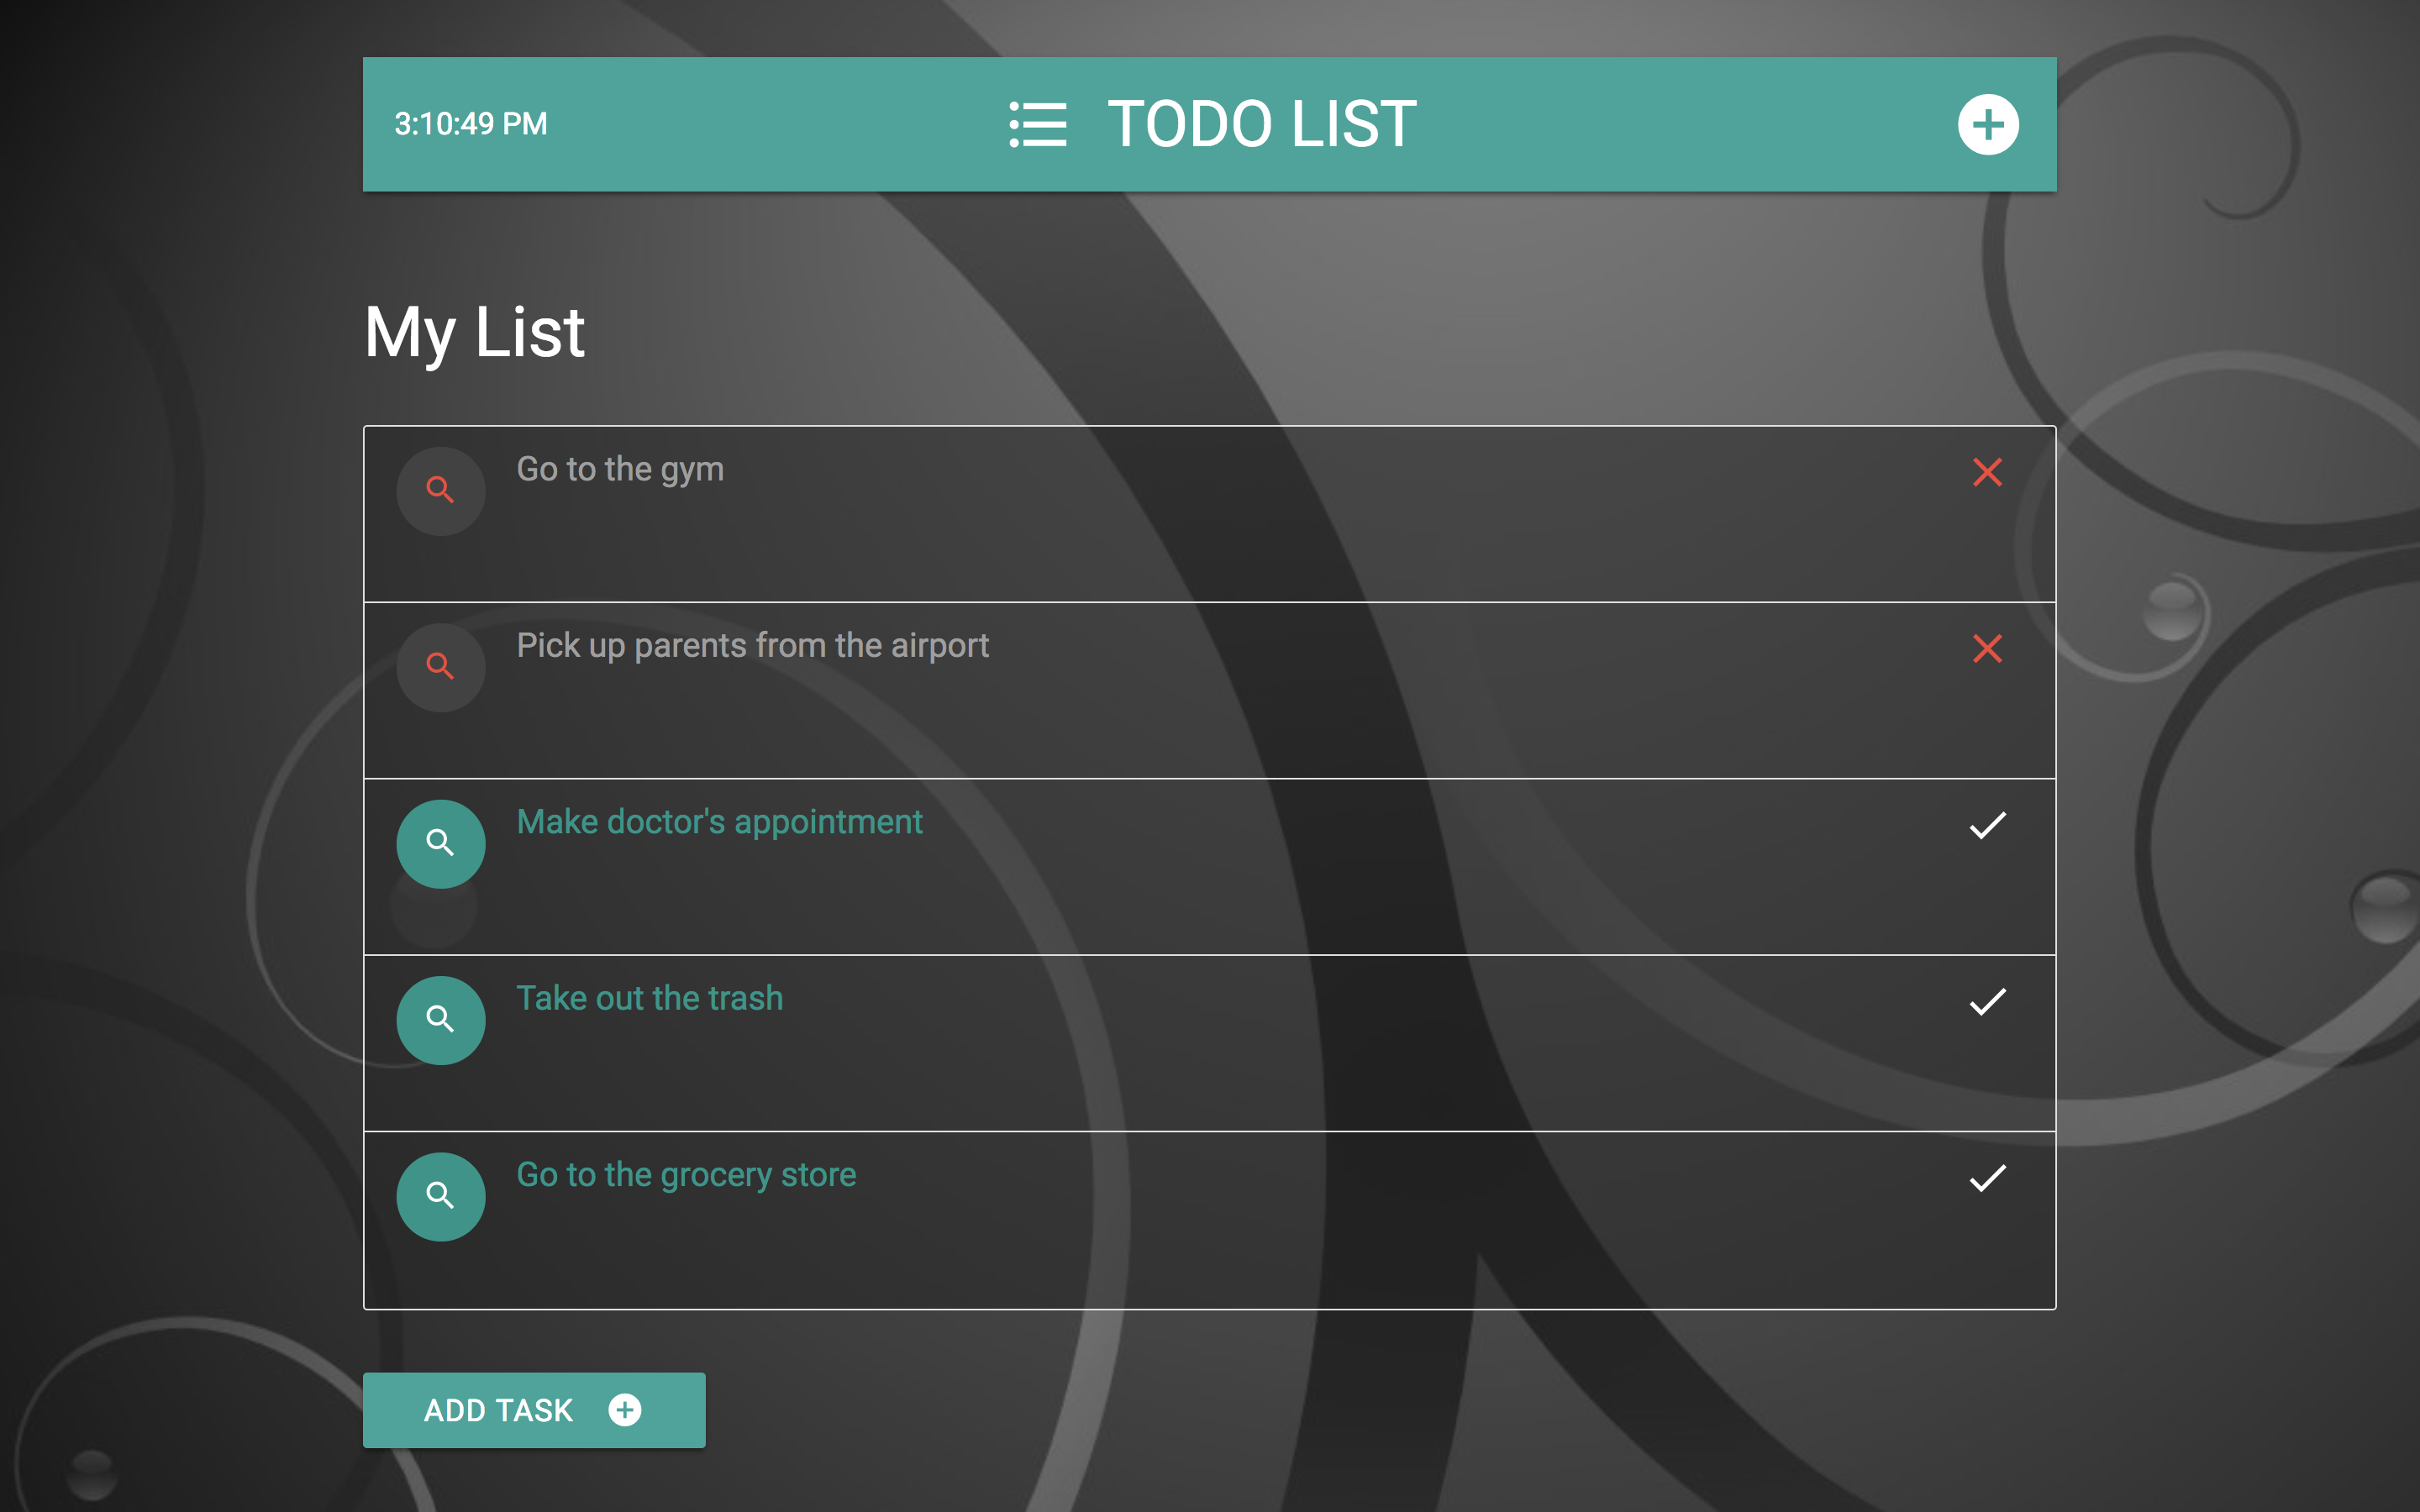 3:10:49 PM
TODO LIST
My List
Go to the gym
Pick up parents from the airport
Make doctor's appointment
Take out the trash
Go to the grocery store
ADD TASK